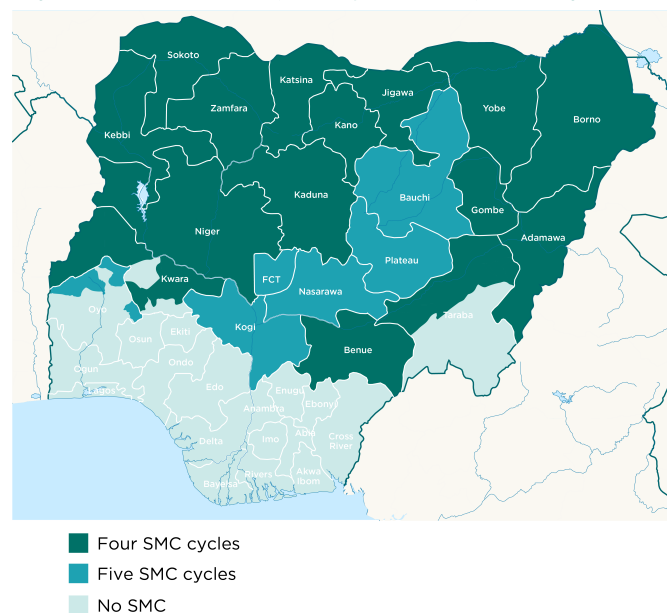 Sokoto
Katsina
Jigawa
Zamfara
Yobe
Borno
Kano
Kebbi
Kaduna
Bauchi
Gombe
Niger
Adamawa
Plateau
FCT
Kwara
Nasarawa
Oyo
Taraba
Kogi
Ekiti
Osun
Benue
Ondo
Ogun
Edo
Enugu
Lagos
Ebony
Anambra
Abia
Delta
Imo
Cross
River
Rivers
Akwa
Ibom
Bayelsa
Four SMC cycles
Five SMC cycles
No SMC